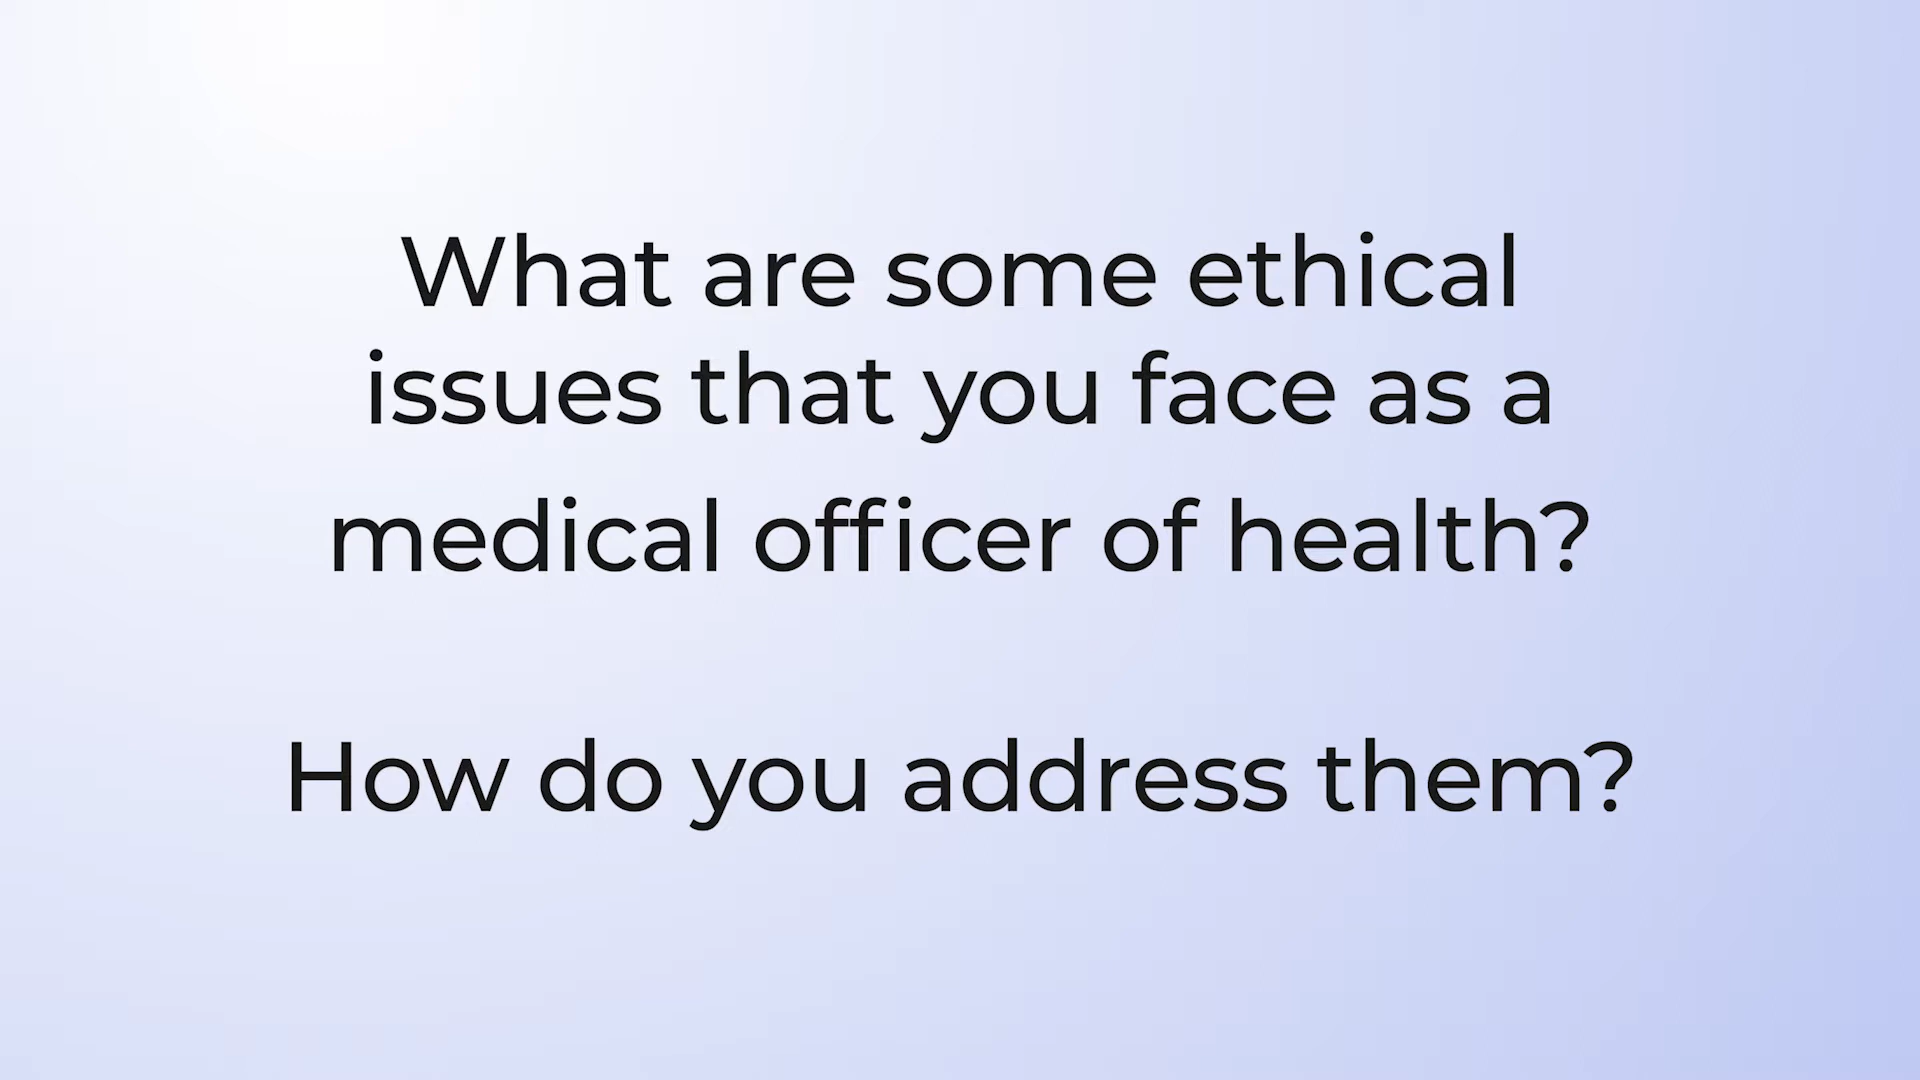 What are some ethical
issues that you face as a
medical officer of health?
How do you address them?